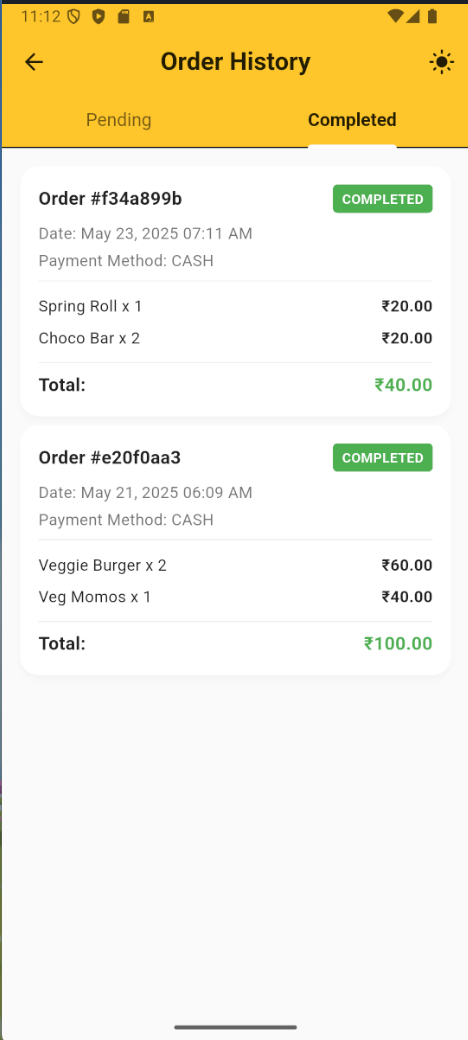 11:12
Order History
Pending Completed
Order #f34a899b COMPLETED
Date: May 23, 2025 07:11 AM
Payment Method: CASH
Spring Roll x 1 ₹20.00
Choco Bar x 2 ₹20.00
Total: ₹40.00
Order #e20f0aa3 COMPLETED
Date: May 21, 2025 06:09 AM
Payment Method: CASH
Veggie Burger x 2 ₹60.00
Veg Momos x 1 ₹40.00
Total: ₹100.00